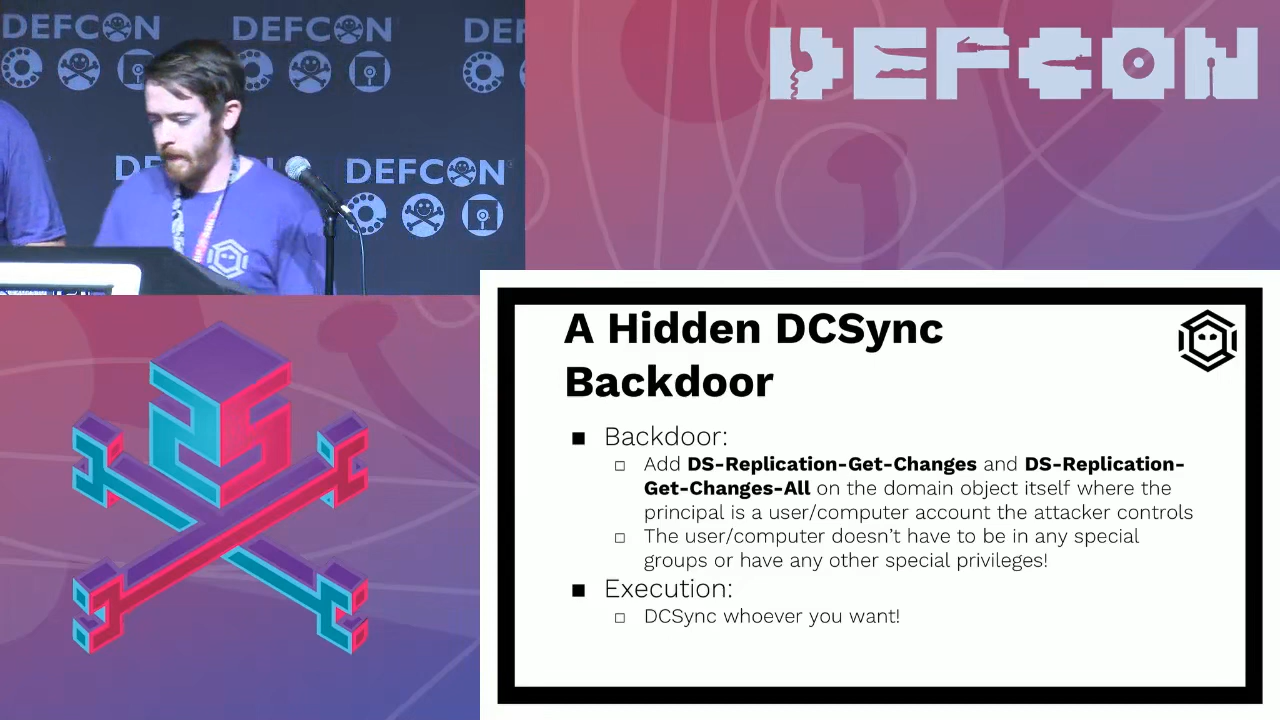 DEFCON
DEFCON
DEF
DEFCON
DE
DEFCON
A Hidden DCSync
Backdoor
■ Backdoor:
□ Add DS-Replication-Get-Changes and DS-Replication-
Get-Changes-All on the domain object itself where the
principal is a user/computer account the attacker controls
□ The user/computer doesn't have to be in any special
groups or have any other special privileges!
■ Execution:
□ DCSync whoever you want!